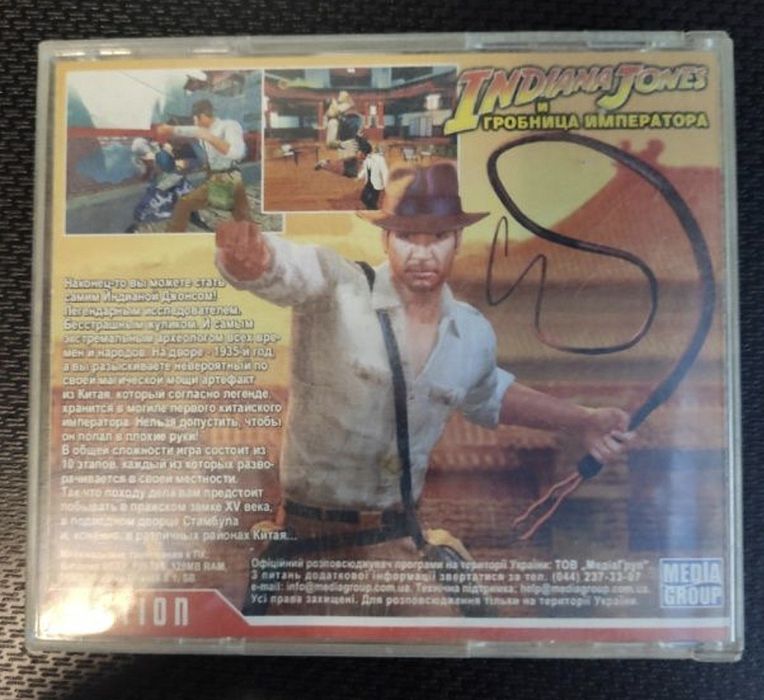 INDIANA JONES
и
ГРОБНИЦА ИМПЕРАТОРА
Наконец-то вы можете стать
самим Индианой Джонсом!
Легендарным исследователем.
Бесстрашным жуликом. И самым
экстремальным археологом всех вре-
мен и народов. На дворе - 1935-й год,
а вы разыскиваете невероятный по
своей магической мощи артефакт
из Китая, который согласно легенде,
хранится в могиле первого китайского
императора. Нельзя допустить, чтобы
он попал в плохие руки!
В общей сложности игра состоит из
10 этапов, каждый из которых разво-
рачивается в своей местности.
Так что походу дела вам предстоит
побывать в пражском замке XV века,
в подводном дворце Стамбула
и, конечно, в различных районах Китая...
128MB RAM,
Офіційний розповсюджувач програми на території України: ТОВ "МедіаГруп".
З питань додаткової інформації звертатися за тел. (044) 237-33-07
e-mail: info@mediagroup.com.ua. Технічна підтримка: help@mediagroup.com.ua.
Усі права захищені. Для розповсюдження тільки на території України.
MEDIA
GROUP